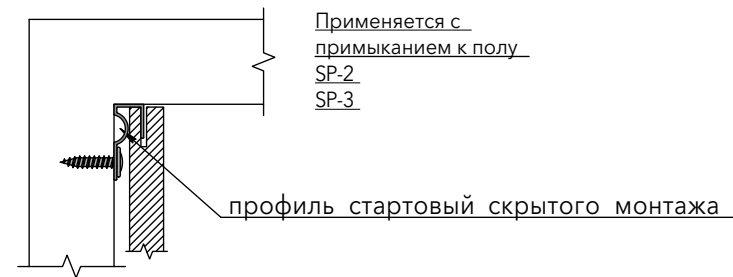 Применяется с
примыканием к полу
SP-2
SP-3
профиль стартовый скрытого монтажа